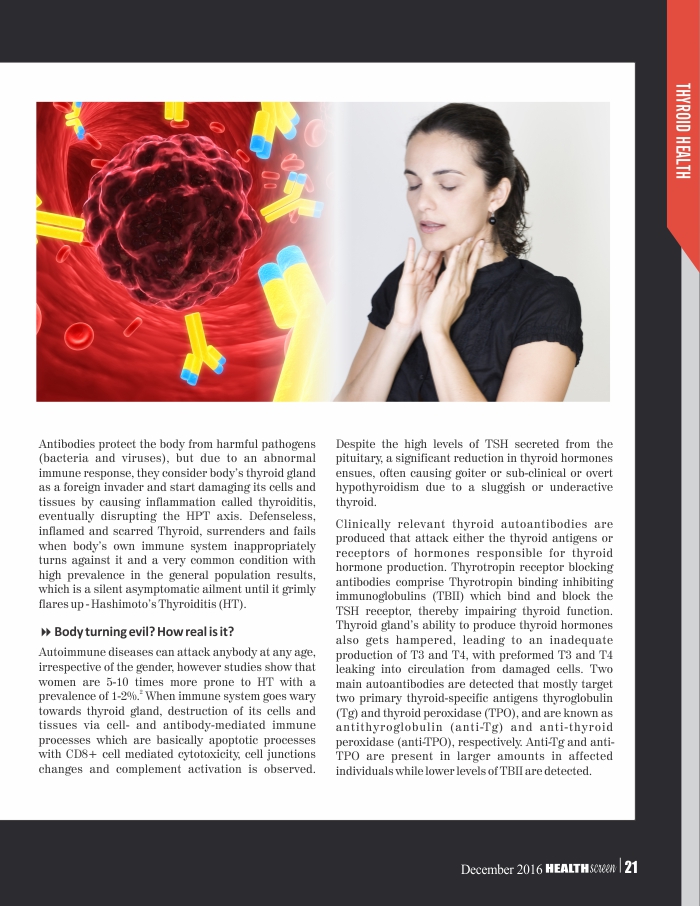 THYROID HEALTH
Antibodies protect the body from harmful pathogens
(bacteria and viruses), but due to an abnormal
immune response, they consider body's thyroid gland
as a foreign invader and start damaging its cells and
tissues by causing inflammation called thyroiditis,
eventually disrupting the HPT axis. Defenseless,
inflamed and scarred Thyroid, surrenders and fails
when body's own immune system inappropriately
turns against it and a very common condition with
high prevalence in the general population results,
which is a silent asymptomatic ailment until it grimly
flares up - Hashimoto's Thyroiditis (HT).
Body turning evil? How real is it?
Autoimmune diseases can attack anybody at any age,
irrespective of the gender, however studies show that
women are 5-10 times more prone to HT with a
prevalence of 1-2%.‡ When immune system goes wary
towards thyroid gland, destruction of its cells and
tissues via cell- and antibody-mediated immune
processes which are basically apoptotic processes
with CD8+ cell mediated cytotoxicity, cell junctions
changes and complement activation is observed.
Despite the high levels of TSH secreted from the
pituitary, a significant reduction in thyroid hormones
ensues, often causing goiter or sub-clinical or overt
hypothyroidism due to a sluggish or underactive
thyroid.
Clinically relevant thyroid autoantibodies are
produced that attack either the thyroid antigens or
receptors of hormones responsible for thyroid
hormone production. Thyrotropin receptor blocking
antibodies comprise Thyrotropin binding inhibiting
immunoglobulins (TBII) which bind and block the
TSH receptor, thereby impairing thyroid function.
Thyroid gland's ability to produce thyroid hormones
also gets hampered, leading to an inadequate
production of T3 and T4, with preformed T3 and T4
leaking into circulation from damaged cells. Two
main autoantibodies are detected that mostly target
two primary thyroid-specific antigens thyroglobulin
(Tg) and thyroid peroxidase (TPO), and are known as
antithyroglobulin (anti-Tg) and anti-thyroid
peroxidase (anti-TPO), respectively. Anti-Tg and anti-
TPO are present in larger amounts in affected
individuals while lower levels of TBII are detected.
December 2016 HEALTHscreen | 21